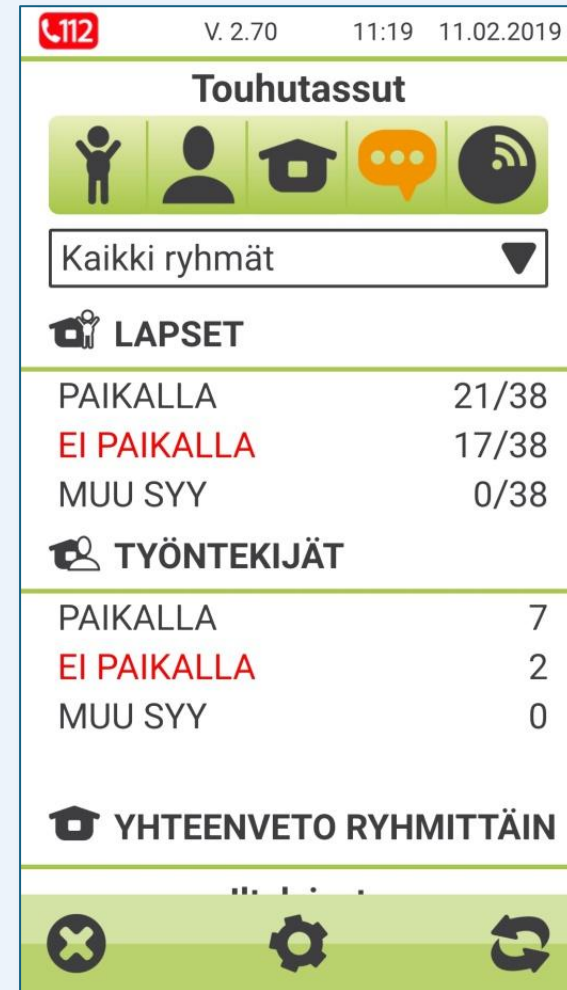 112 V. 2.70 11:19 11.02.2019
Touhutassut
Kaikki ryhmät
LAPSET
PAIKALLA 21/38
EI PAIKALLA 17/38
MUU SYY 0/38
TYÖNTEKIJÄT
PAIKALLA 7
EI PAIKALLA 2
MUU SYY 0
YHTEENVETO RYHMITTÄIN